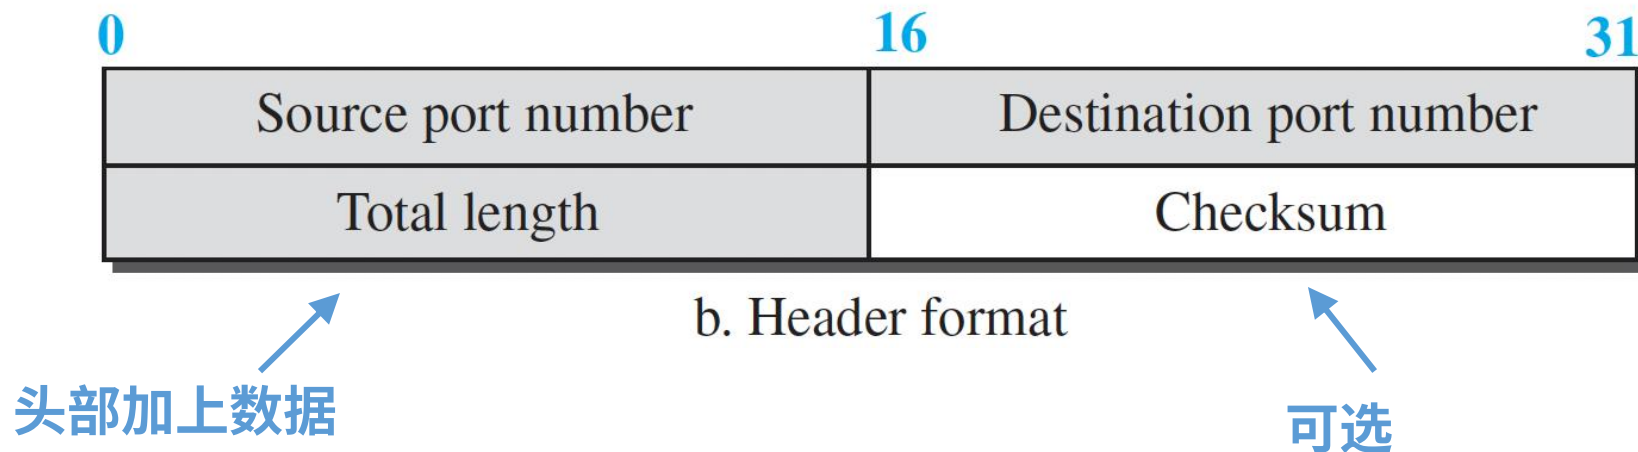 0 16 31
Source port number Destination port number
Total length Checksum
b. Header format
头部加上数据
可选